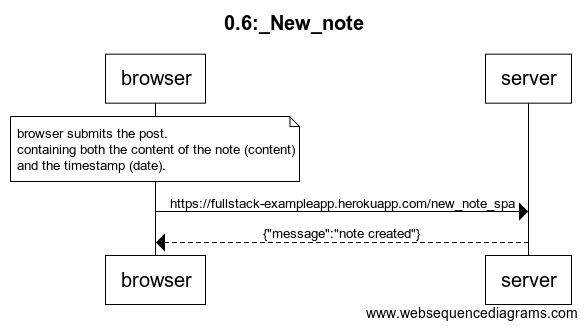 0.6:_New_note
browser
server
browser submits the post.
containing both the content of the note (content)
and the timestamp (date).
https://fullstack-exampleapp.herokuapp.com/new_note_spa
{"message":"note created"}
browser
server
www.websequencediagrams.com